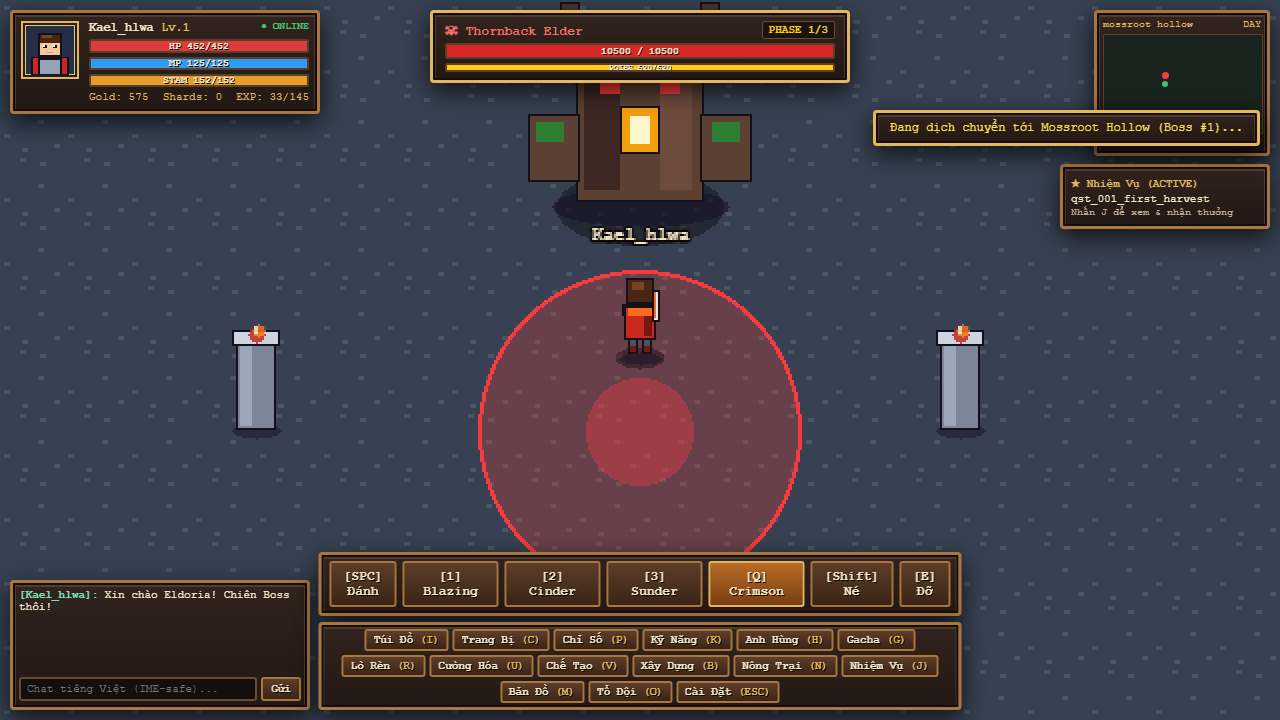 Kael_hlwa Lv.1
● ONLINE
HP 452/452
MP 125/125
STAM 152/152
Gold: 575 Shards: 0 EXP: 33/145
Thornback Elder
PHASE 1/3
10500 / 10500
POISE 520/520
mossroot hollow
DAY
Đang dịch chuyển tới Mossroot Hollow (Boss #1)...
★ Nhiệm Vụ (ACTIVE)
qst_001_first_harvest
Nhấn J để xem & nhận thưởng
Kael_hlwa
[Kael_hlwa]: Xin chào Eldoria! Chiến Boss
thôi!
Chat tiếng Việt (IME-safe)...
Gửi
[SPC]
Đánh
[1]
Blazing
[2]
Cinder
[3]
Sunder
[Q]
Crimson
[Shift]
Né
[E]
Đỡ
Túi Đồ (I)
Trang Bị (C)
Chỉ Số (P)
Kỹ Năng (K)
Anh Hùng (H)
Gacha (G)
Lò Rèn (R)
Cường Hóa (U)
Chế Tạo (V)
Xây Dựng (B)
Nông Trại (N)
Nhiệm Vụ (J)
Bản Đồ (M)
Tổ Đội (O)
Cài Đặt (ESC)